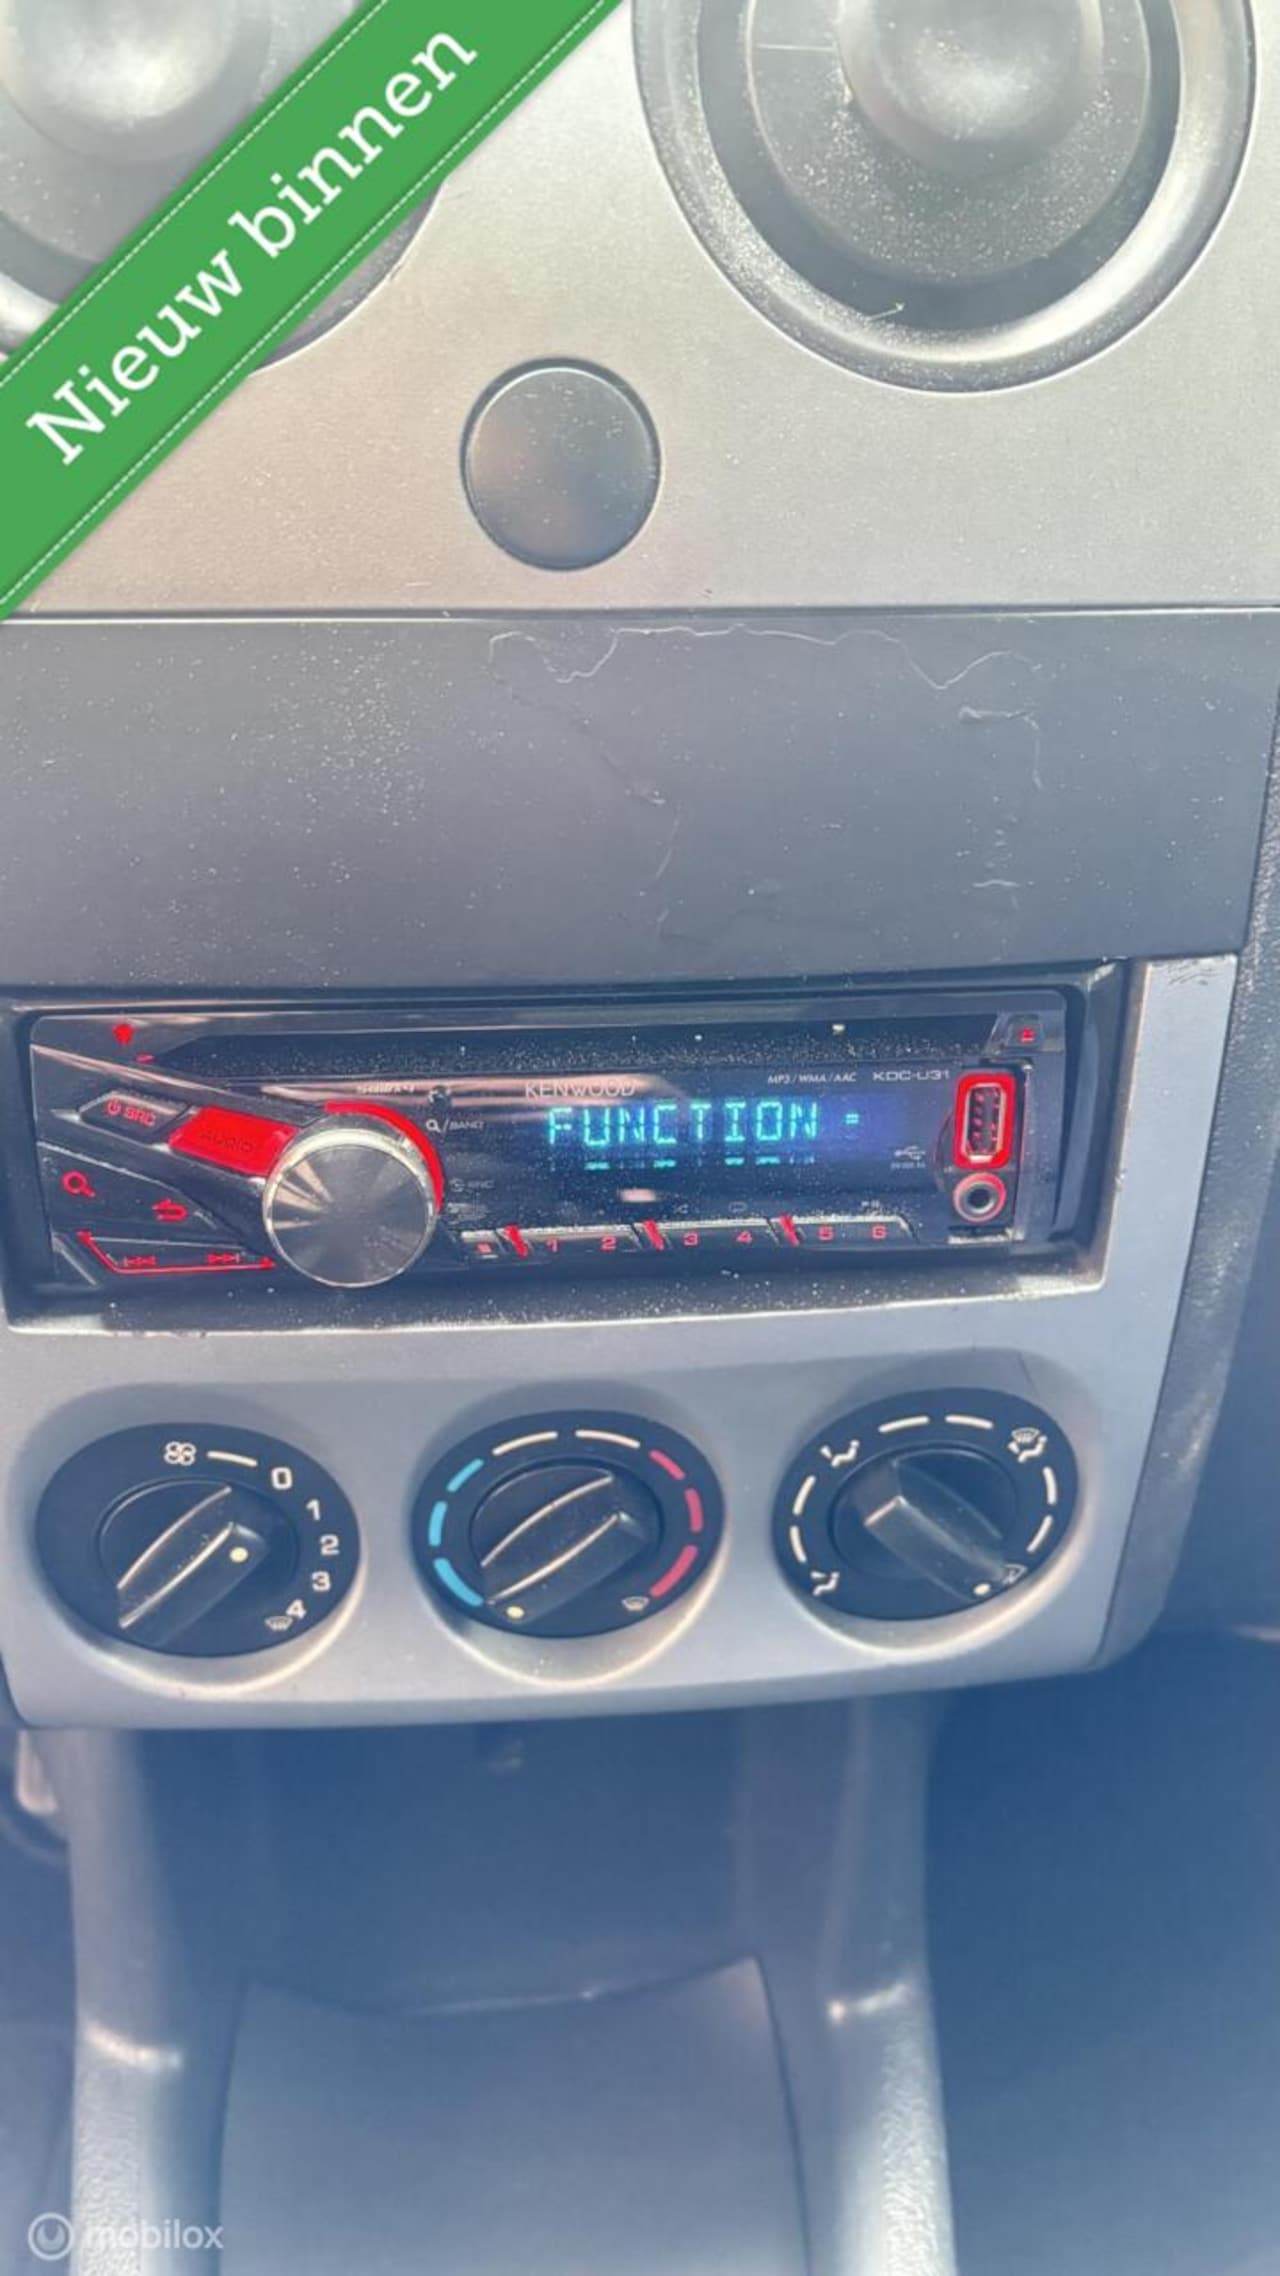 Nieuw binnen
KENWOOD
MP3/WMA/AAC KDC-U31
SRC
AUDIO
/BAND
FUNCTION
1 2 3 4 5 6
0
1
2
3
4
mobilox